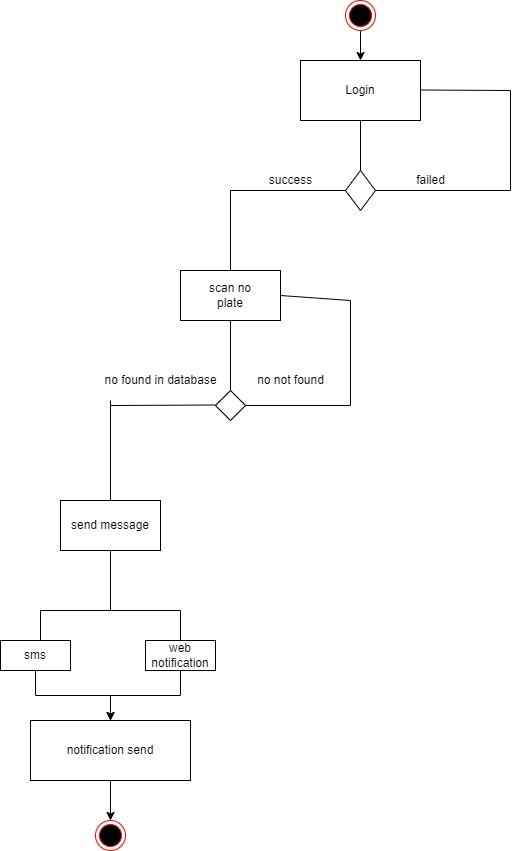 Login
success
failed
scan no
plate
no found in database
no not found
send message
sms
web
notification
notification send